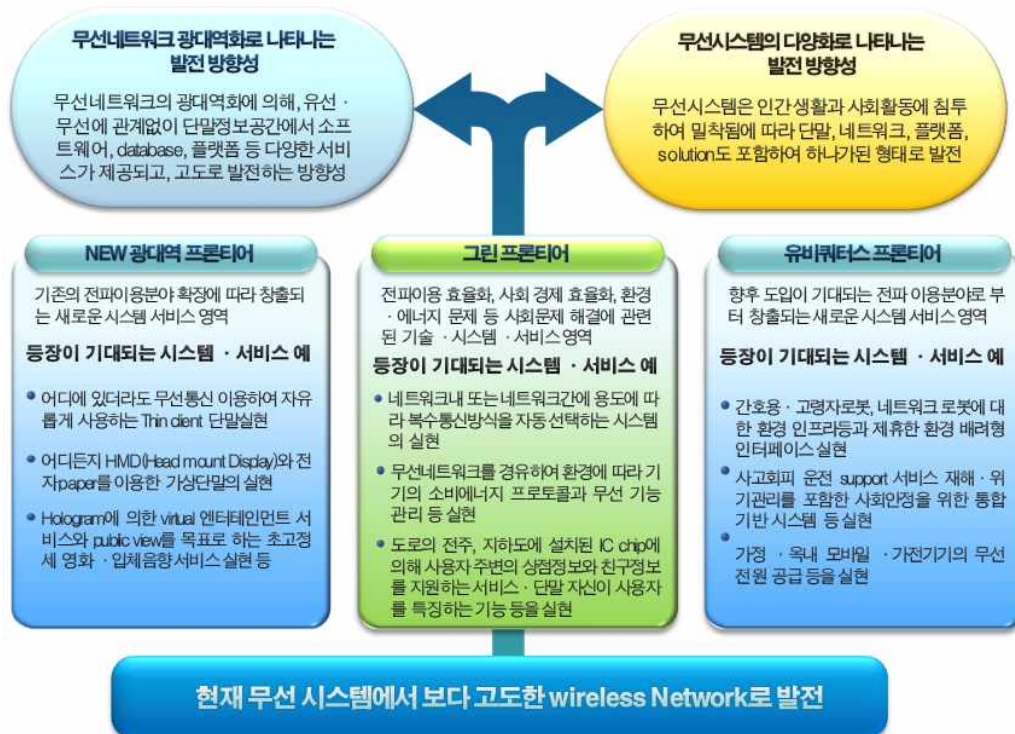 무선네트워크 광대역화로 나타나는
발전 방향성
무선네트워크의 광대역화에 의해, 유선 ·
무선에 관계없이 단말정보공간에서 소프
트웨어, database, 플랫폼 등 다양한 서비
스가 제공되고, 고도로 발전하는 방향성
무선시스템의 다양화로 나타나는
발전 방향성
무선시스템은 인간 생활과 사회활동에 침투
하여 밀착됨에 따라 단말, 네트워크, 플랫폼,
solution도 포함하여 하나가된 형태로 발전
NEW 광대역 프론티어
기존의 전파이용분야 확장에 따라 창출되
는 새로운 시스템 서비스 영역
등장이 기대되는 시스템 · 서비스 예
• 어디에 있더라도 무선통신 이용하여 자유
롭게 사용하는 Thin client 단말실현
• 어디든지 HMD(Head mount Display)와 전
자paper를 이용한 가상단말의 실현
• Hologram에 의한 virtual 엔터테인먼트 서
비스와 public view를 목표로 하는 초고정
세 영화 · 입체음향 서비스 실현 등
그린 프론티어
전파이용 효율화, 사회 경제 효율화, 환경
· 에너지 문제 등 사회문제 해결에 관련
된 기술 · 시스템 · 서비스 영역
등장이 기대되는 시스템 · 서비스 예
• 네트워크내 또는 네트워크간에 용도에 따
라 복수통신방식을 자동 선택하는 시스템
의 실현
• 무선네트워크를 경유하여 환경에 따라 기
기의 소비에너지 프로토콜과 무선 기능
관리 등 실현
• 도로의 전주, 지하도에 설치된 IC chip에
의해 사용자 주변의 상점정보와 친구정보
를 지원하는 서비스 · 단말 자신이 사용자
를 특징하는 기능 등을 실현
유비쿼터스 프론티어
향후 도입이 기대되는 전파 이용분야로 부
터 창출되는 새로운 시스템 서비스 영역
등장이 기대되는 시스템 · 서비스 예
• 간호용 · 고령자로봇, 네트워크 로봇에 대
한 환경 인프라등과 제휴한 환경 배려형
인터페이스 실현
• 사고회피 운전 support 서비스 재해 · 위
기관리를 포함한 사회안정을 위한 통합
기반 시스템 등 실현
• 가정 · 옥내 모바일 · 가전기기의 무선
전원 공급 등을 실현
현재 무선 시스템에서 보다 고도한 wireless Network로 발전